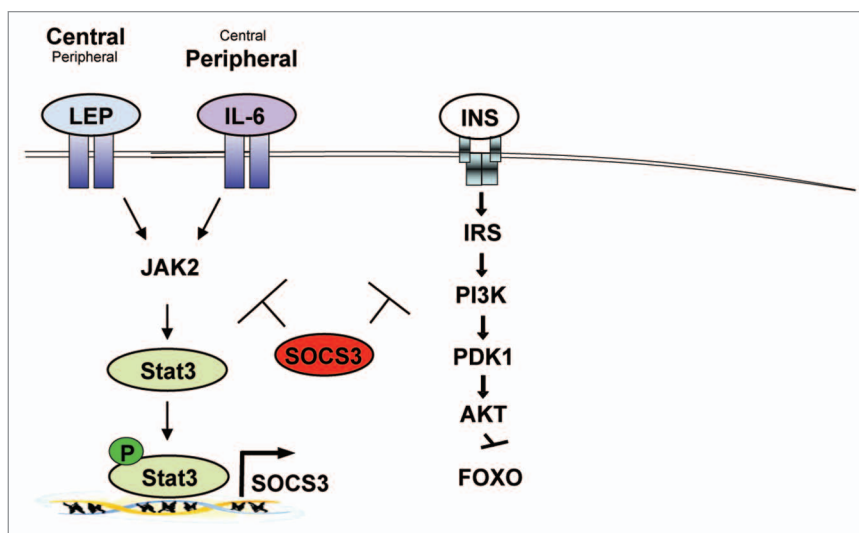 Central
Peripheral
Central
Peripheral
LEP
IL-6
INS
IRS
JAK2
PI3K
SOCS3
Stat3
PDK1
AKT
P
Stat3
SOCS3
FOXO